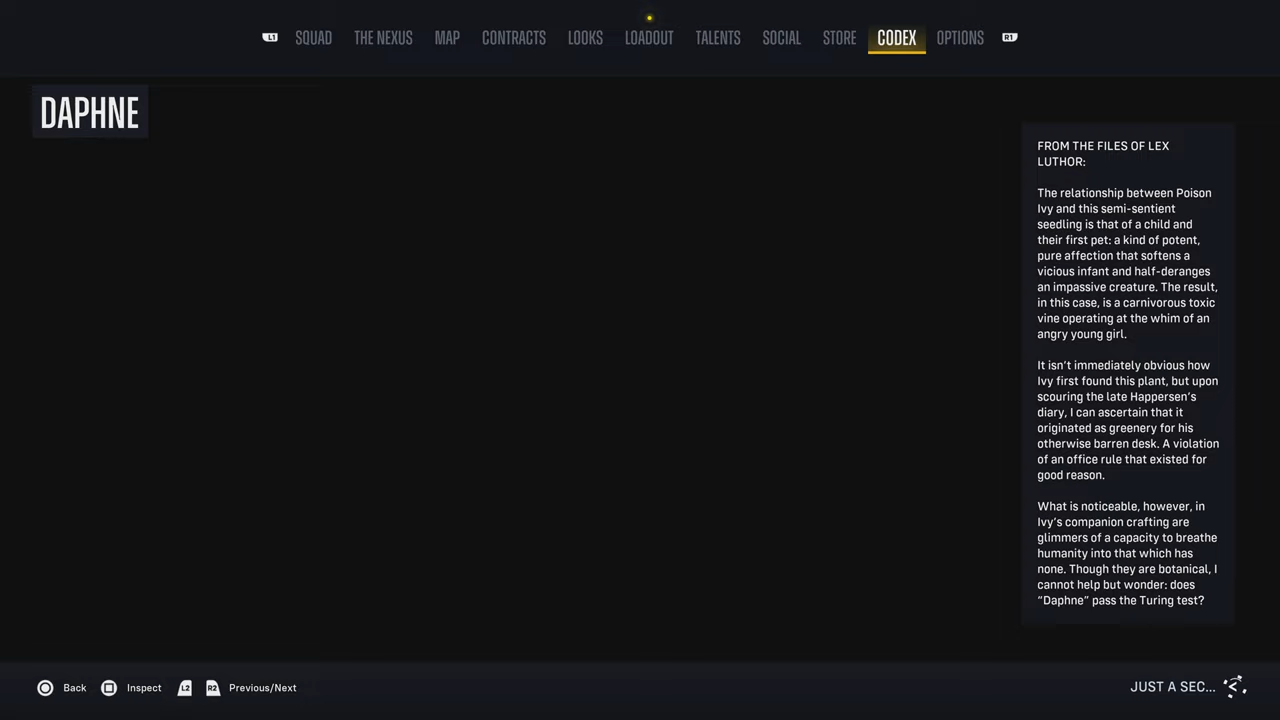 L1 SQUAD THE NEXUS MAP CONTRACTS LOOKS LOADOUT TALENTS SOCIAL STORE CODEX OPTIONS R1
DAPHNE
FROM THE FILES OF LEX
LUTHOR:
The relationship between Poison
Ivy and this semi-sentient
seedling is that of a child and
their first pet: a kind of potent,
pure affection that softens a
vicious infant and half-deranges
an impassive creature. The result,
in this case, is a carnivorous toxic
vine operating at the whim of an
angry young girl.
It isn't immediately obvious how
Ivy first found this plant, but upon
scouring the late Happersen's
diary, I can ascertain that it
originated as greenery for his
otherwise barren desk. A violation
of an office rule that existed for
good reason.
What is noticeable, however, in
Ivy's companion crafting are
glimmers of a capacity to breathe
humanity into that which has
none. Though they are botanical, I
cannot help but wonder: does
“Daphne” pass the Turing test?
Back Inspect L2 R2 Previous/Next
JUST A SEC...